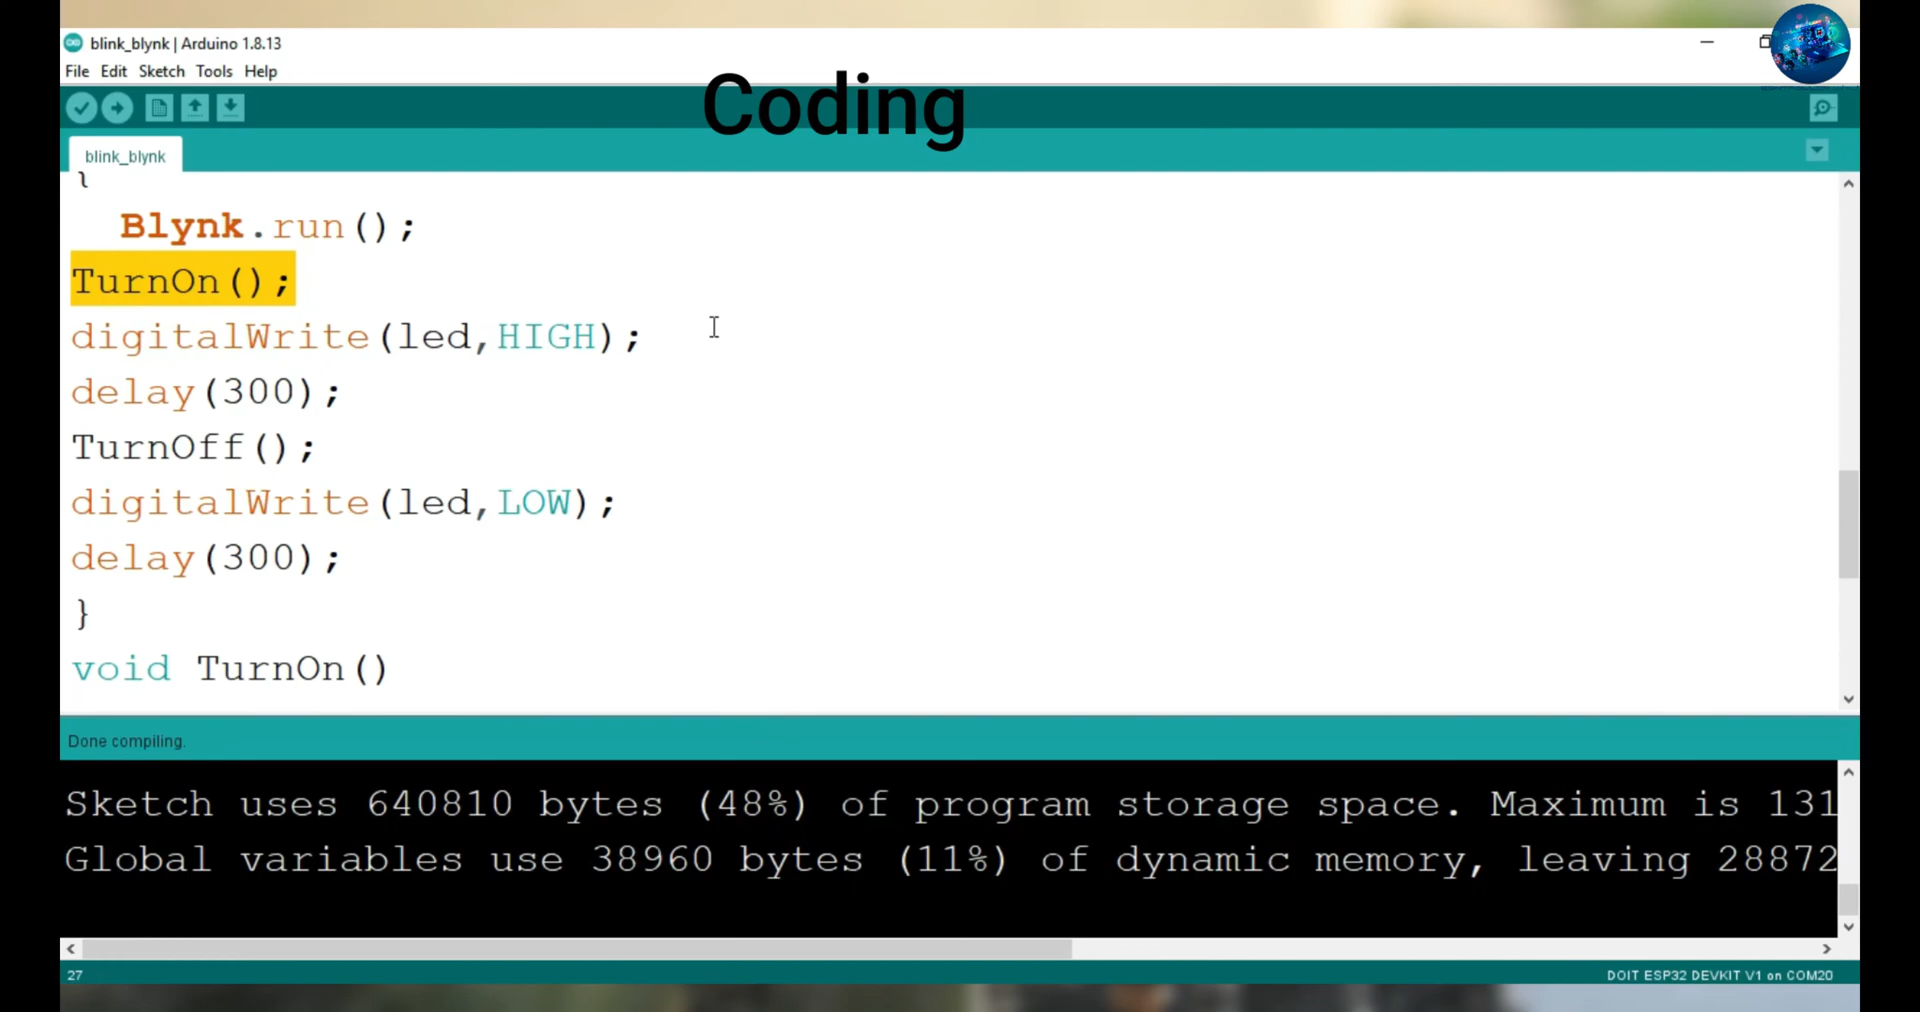 blink_blynk | Arduino 1.8.13
File Edit Sketch Tools Help
Coding
blink_blynk
Blynk.run();
TurnOn();
digitalWrite(led,HIGH);
delay(300);
TurnOff();
digitalWrite(led,LOW);
delay(300);
}
void TurnOn()
Done compiling.
Sketch uses 640810 bytes (48%) of program storage space. Maximum is 131
Global variables use 38960 bytes (11%) of dynamic memory, leaving 28872
27
DOIT ESP32 DEVKIT V1 on COM20